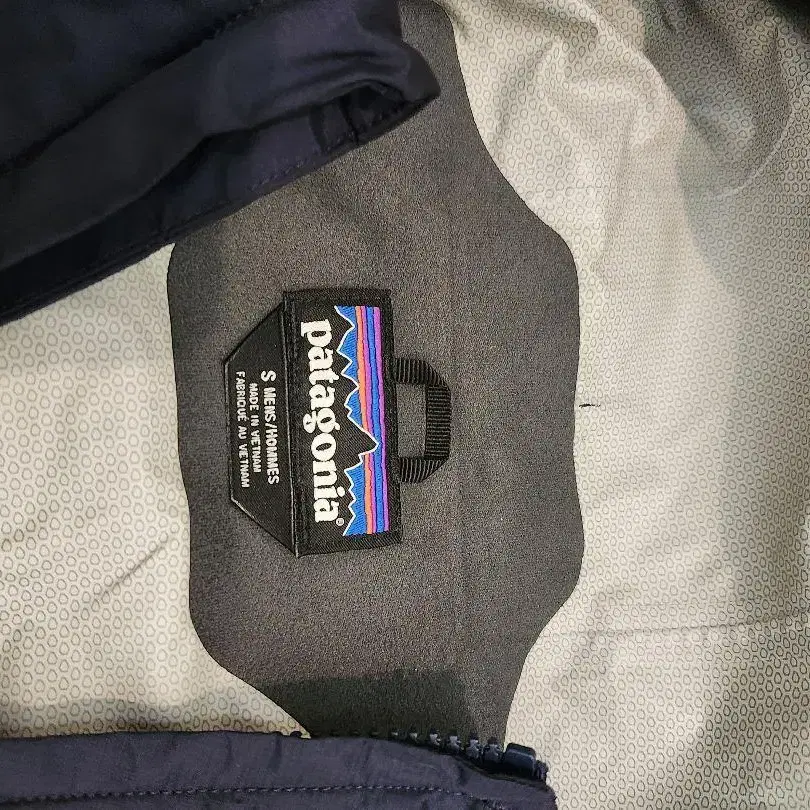 patagonia®
S MENS/HOMMES
MADE IN VIETNAM
FABRIQUÉ AU VIETNAM